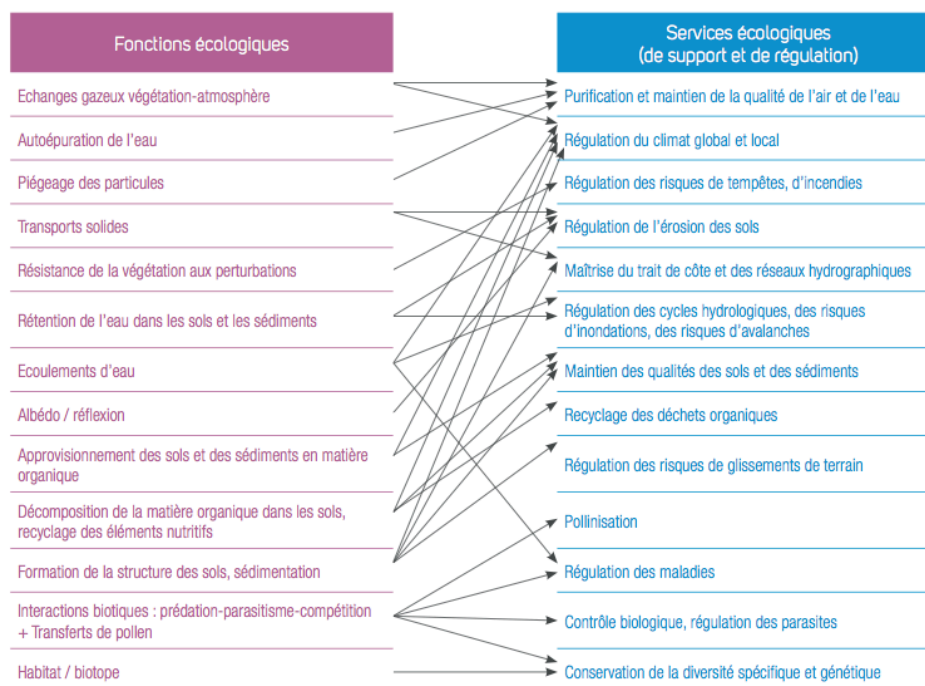 Fonctions écologiques
Services écologiques
(de support et de régulation)
Echanges gazeux végétation-atmosphère
Purification et maintien de la qualité de l'air et de l'eau
Autoépuration de l'eau
Régulation du climat global et local
Piégeage des particules
Régulation des risques de tempêtes, d'incendies
Transports solides
Régulation de l'érosion des sols
Résistance de la végétation aux perturbations
Maîtrise du trait de côte et des réseaux hydrographiques
Rétention de l'eau dans les sols et les sédiments
Régulation des cycles hydrologiques, des risques
d'inondations, des risques d'avalanches
Ecoulements d'eau
Maintien des qualités des sols et des sédiments
Albédo / réflexion
Recyclage des déchets organiques
Approvisionnement des sols et des sédiments en matière
organique
Régulation des risques de glissements de terrain
Décomposition de la matière organique dans les sols,
recyclage des éléments nutritifs
Pollinisation
Formation de la structure des sols, sédimentation
Régulation des maladies
Interactions biotiques : prédation-parasitisme-compétition
+ Transferts de pollen
Contrôle biologique, régulation des parasites
Habitat / biotope
Conservation de la diversité spécifique et génétique